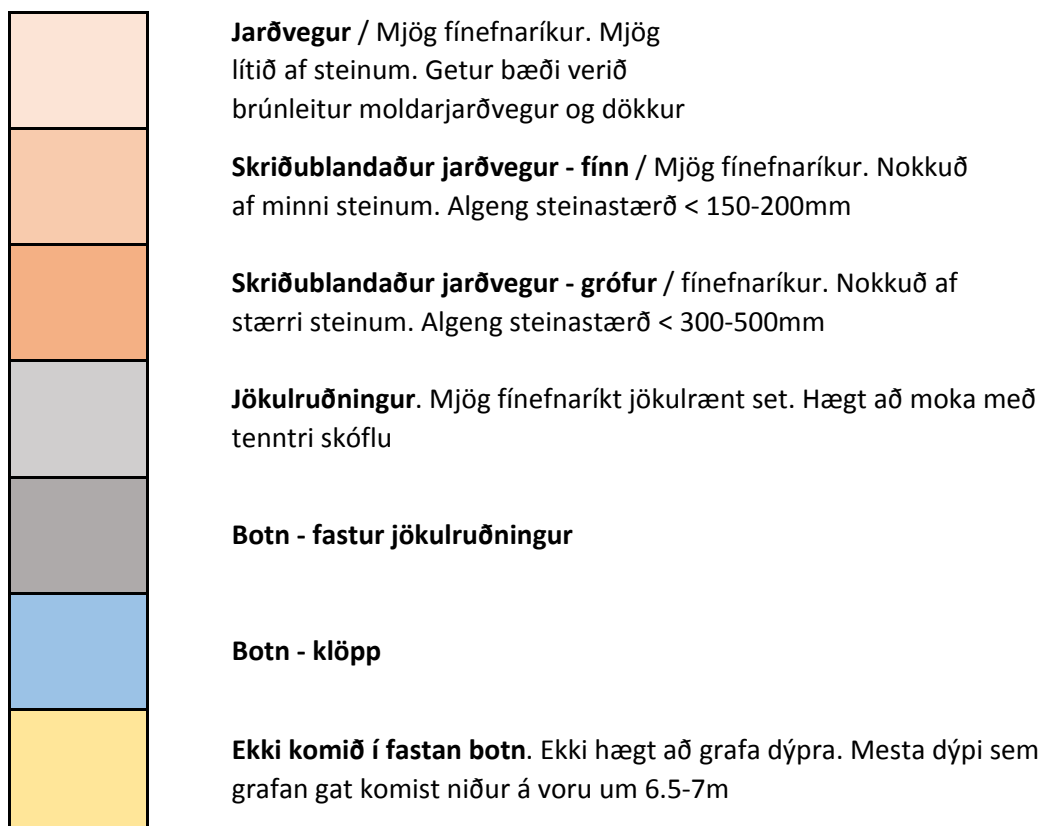 Jarðvegur / Mjög fínefnaríkur. Mjög
lítið af steinum. Getur bæði verið
brúnleitur moldarjarðvegur og dökkur
Skriðublandaður jarðvegur - fínn / Mjög fínefnaríkur. Nokkuð
af minni steinum. Algeng steinastærð < 150-200mm
Skriðublandaður jarðvegur - grófur / fínefnaríkur. Nokkuð af
stærri steinum. Algeng steinastærð < 300-500mm
Jökulruðningur. Mjög fínefnaríkt jökulrænt set. Hægt að moka með
tenntri skóflu
Botn - fastur jökulruðningur
Botn - klöpp
Ekki komið í fastan botn. Ekki hægt að grafa dýpra. Mesta dýpi sem
grafan gat komist niður á voru um 6.5-7m